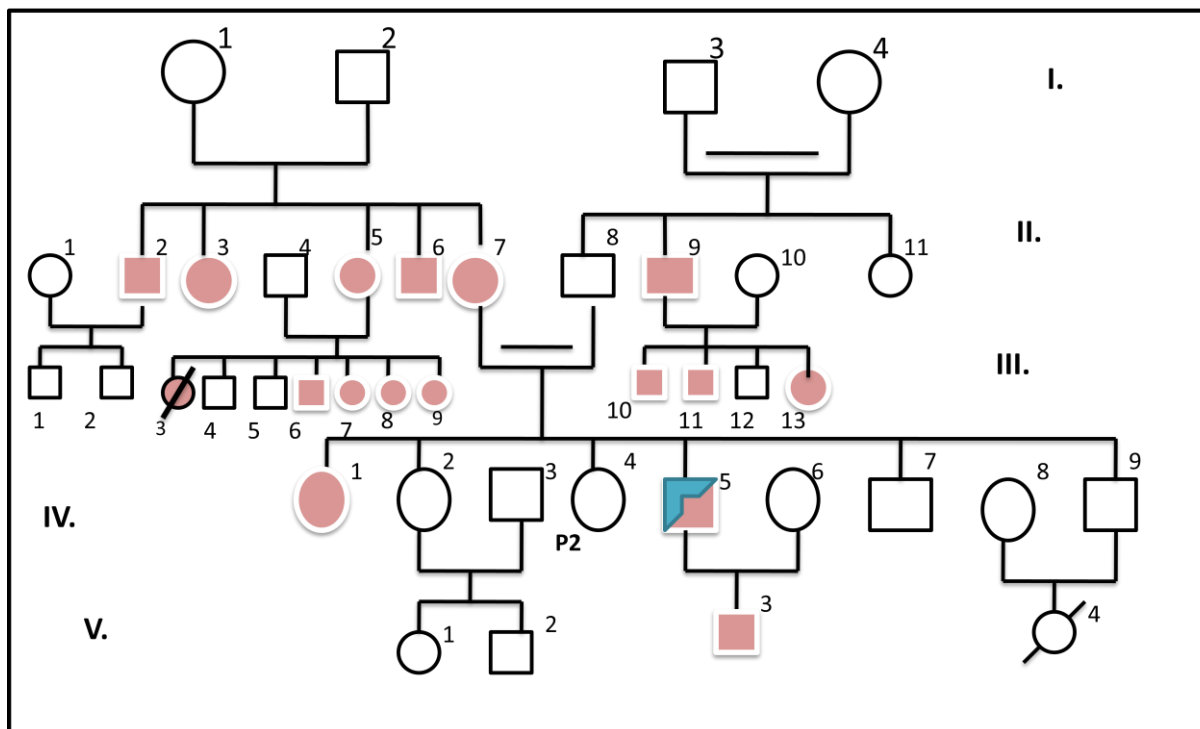 1 2 3 4 I.
II.
1 2 3 4 5 6 7 8 9 10 11
III.
1 2 3 4 5 6 7 8 9 10 11 12 13
IV.
1 2 3 4 5 6 7 8 9
P2
V.
1 2 3 4